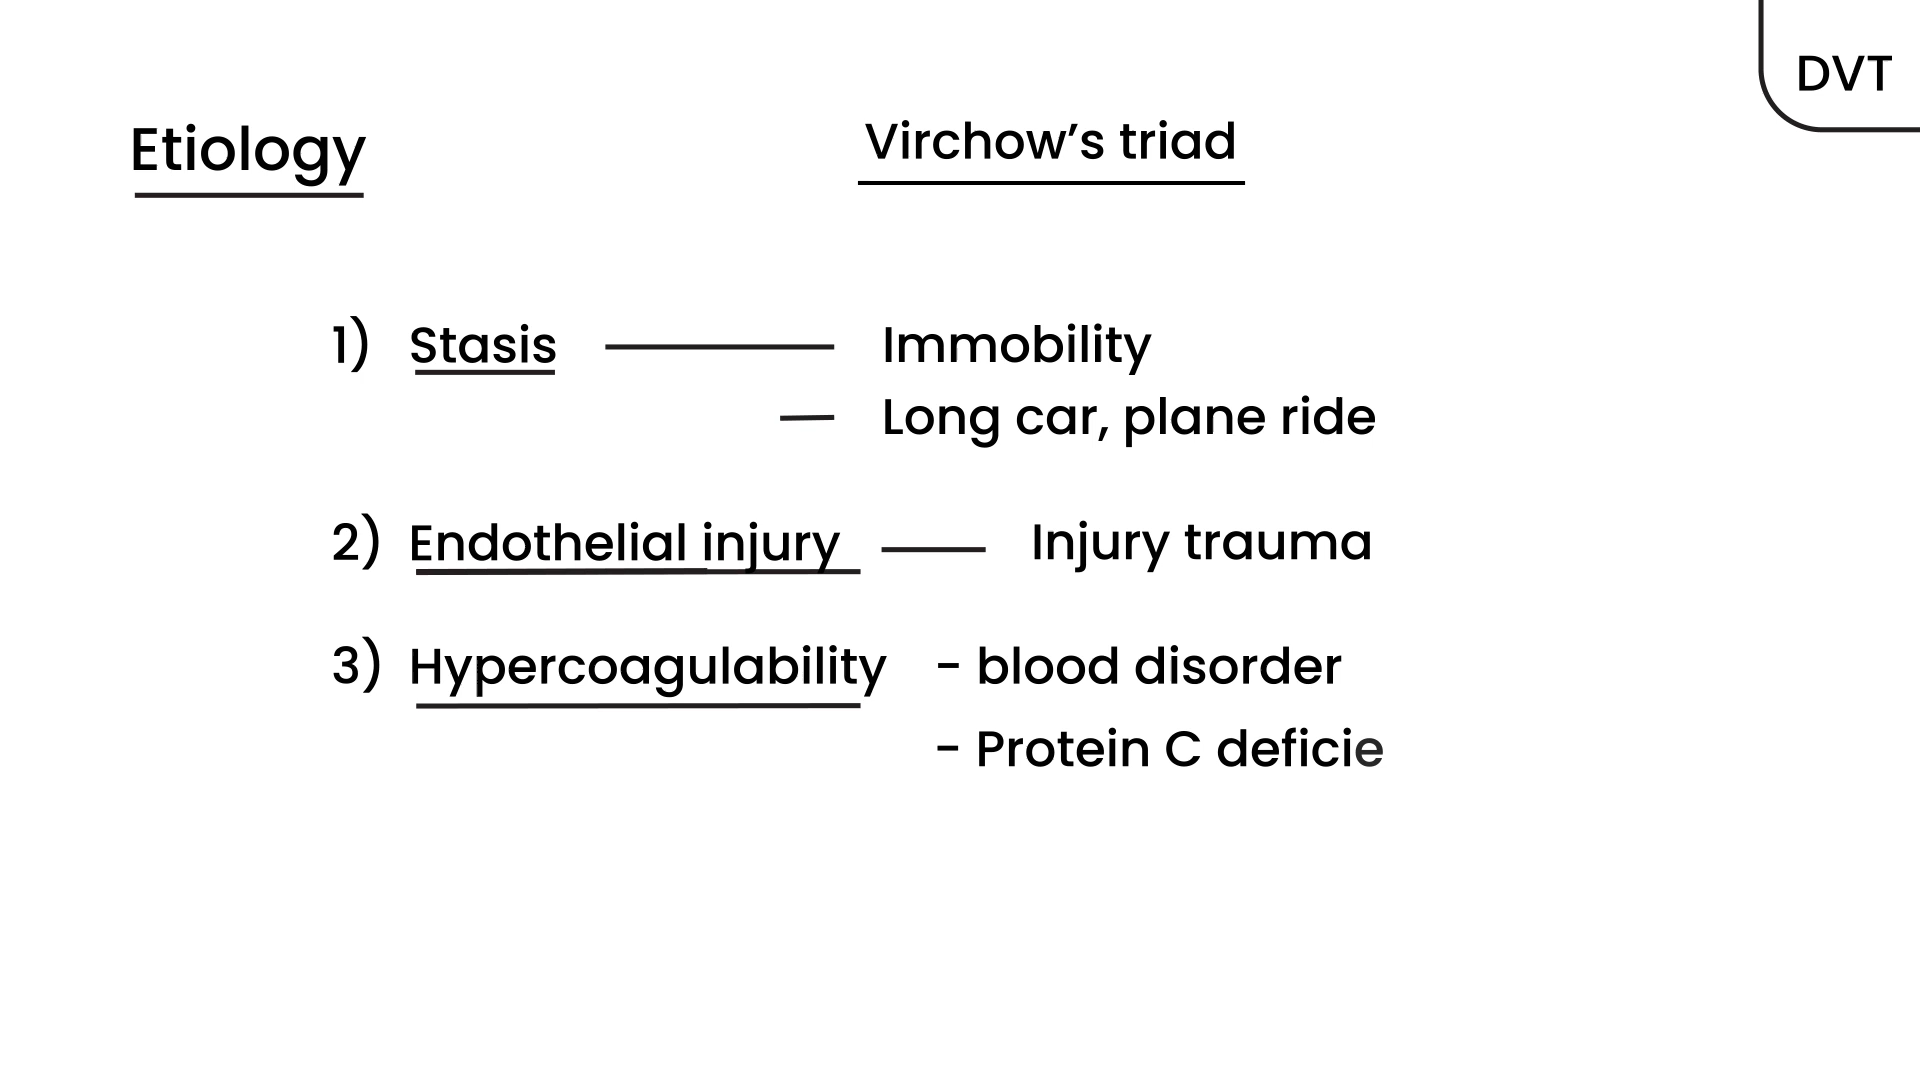 DVT
Etiology
Virchow’s triad
1) Stasis — Immobility
— Long car, plane ride
2) Endothelial injury — Injury trauma
3) Hypercoagulability - blood disorder
- Protein C deficie